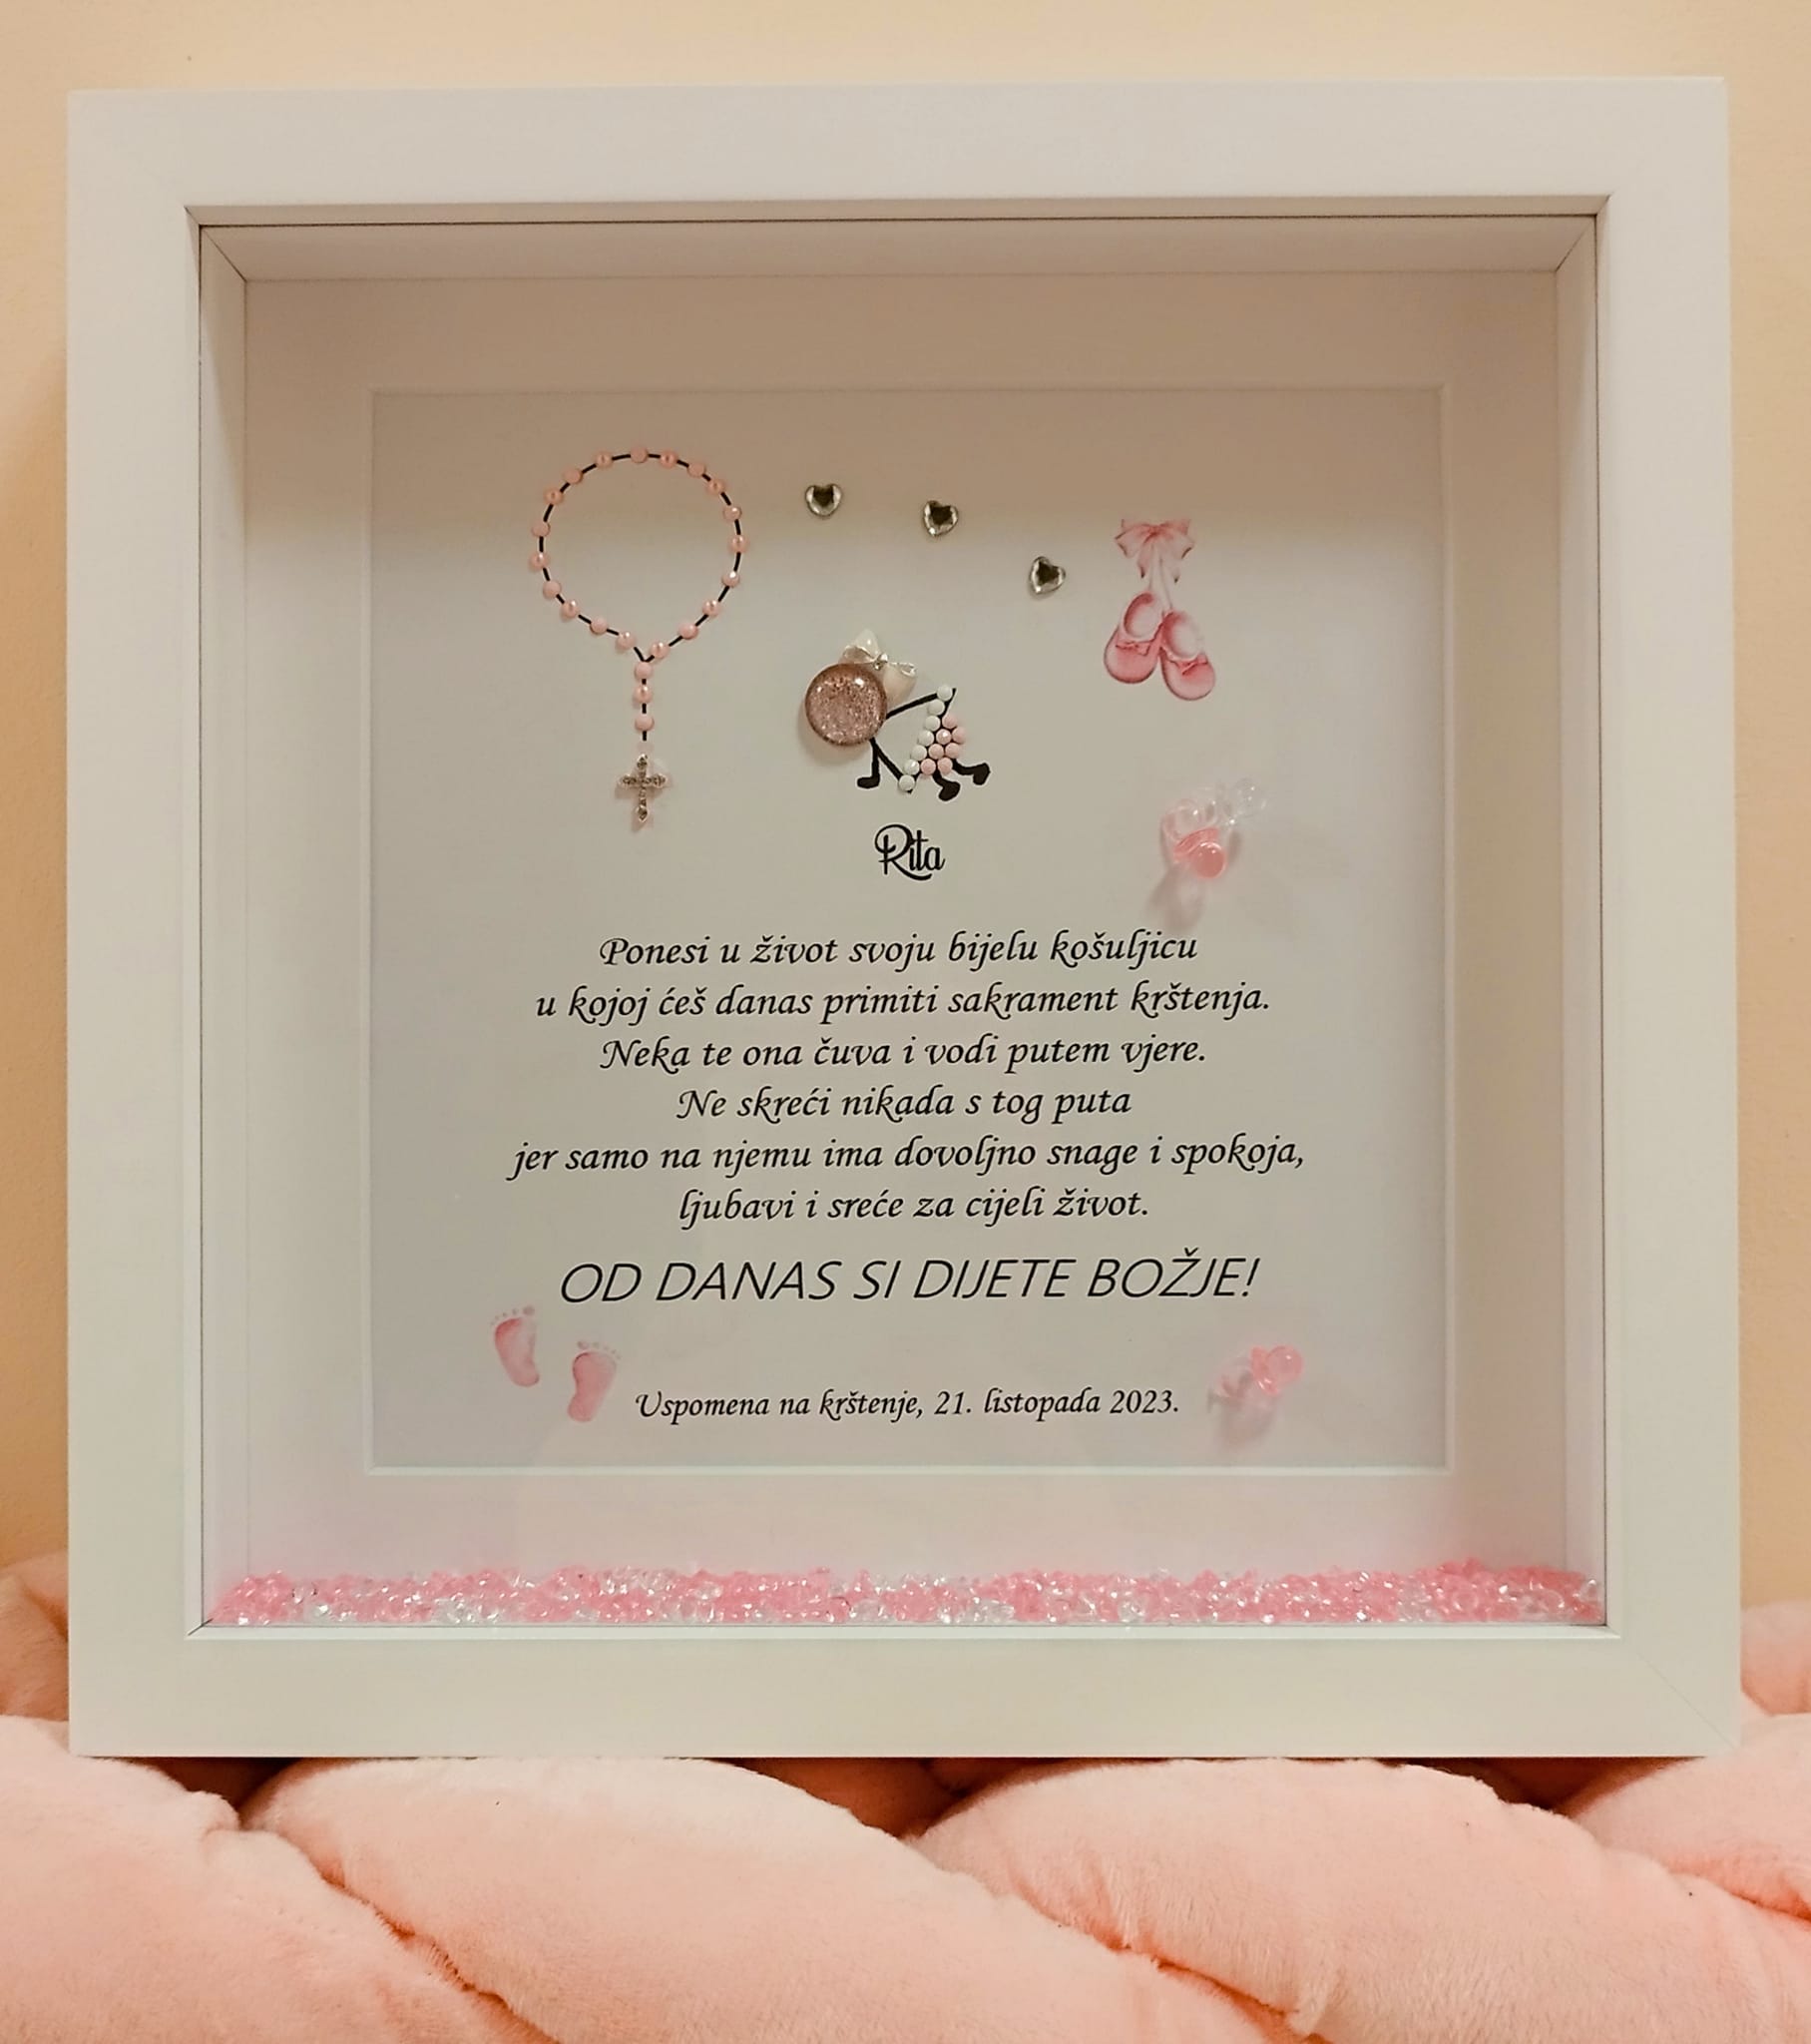 Rita
Ponesi u život svoju bijelu košuljicu
u kojoj ćeš danas primiti sakrament krštenja.
Neka te ona čuva i vodi putem vjere.
Ne skreći nikada s tog puta
jer samo na njemu ima dovoljno snage i spokoja,
ljubavi i sreće za cijeli život.
OD DANAS SI DIJETE BOŽJE!
Uspomena na krštenje, 21. listopada 2023.